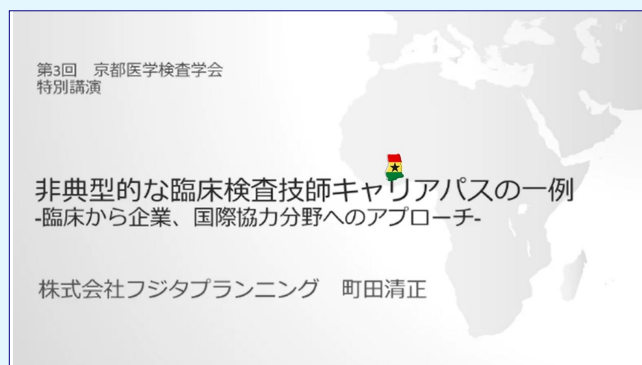 第3回　京都医学検査学会
特別講演
非典型的な臨床検査技師キャリアパスの一例
-臨床から企業、国際協力分野へのアプローチ-
株式会社フジタプランニング　町田清正